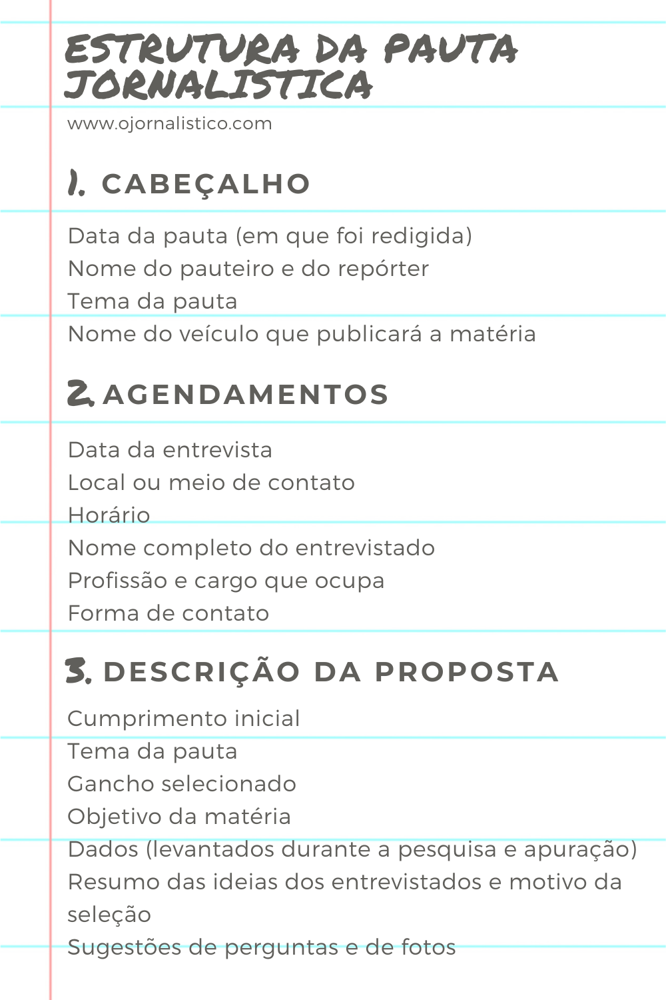 ESTRUTURA DA PAUTA
JORNALISTICA
www.ojornalistico.com
1. CABEÇALHO
Data da pauta (em que foi redigida)
Nome do pauteiro e do repórter
Tema da pauta
Nome do veículo que publicará a matéria
2. AGENDAMENTOS
Data da entrevista
Local ou meio de contato
Horário
Nome completo do entrevistado
Profissão e cargo que ocupa
Forma de contato
3. DESCRIÇÃO DA PROPOSTA
Cumprimento inicial
Tema da pauta
Gancho selecionado
Objetivo da matéria
Dados (levantados durante a pesquisa e apuração)
Resumo das ideias dos entrevistados e motivo da
seleção
Sugestões de perguntas e de fotos